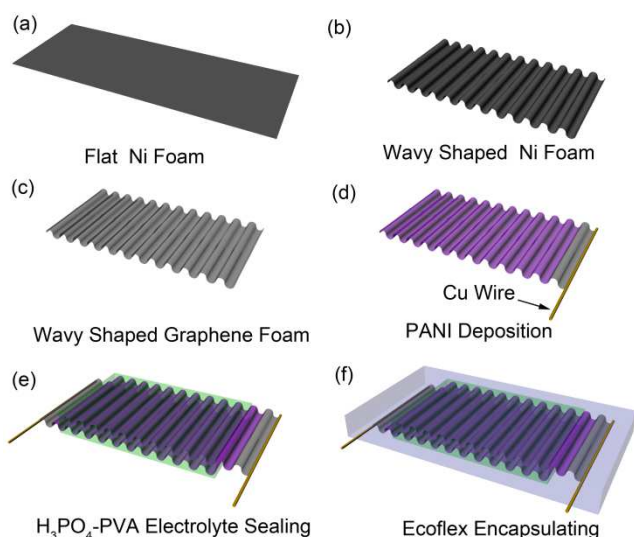 (a)
(b)
Flat Ni Foam
Wavy Shaped Ni Foam
(c)
(d)
Cu Wire
Wavy Shaped Graphene Foam
PANI Deposition
(e)
(f)
H₃PO₄-PVA Electrolyte Sealing
Ecoflex Encapsulating